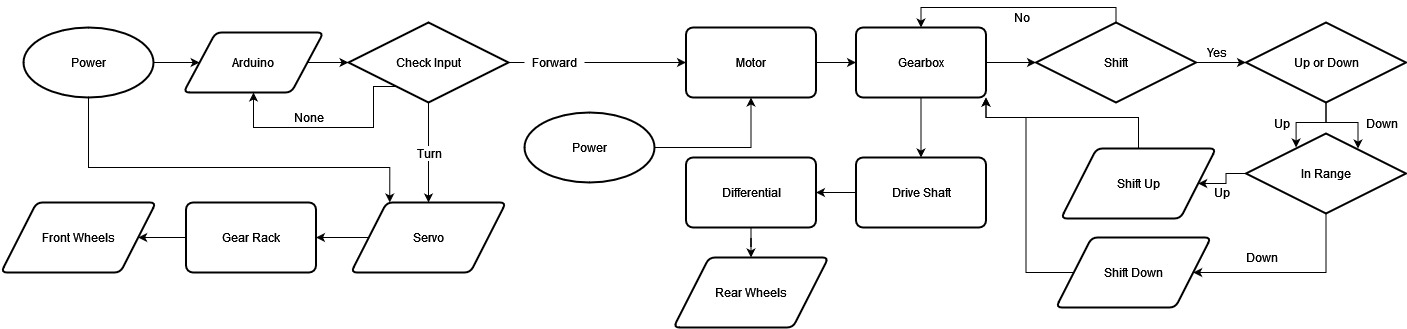 No
Power
Arduino
Check Input
Forward
Motor
Gearbox
Shift
Yes
Up or Down
None
Up
Down
Turn
Power
In Range
Differential
Drive Shaft
Shift Up
Up
Front Wheels
Gear Rack
Servo
Down
Shift Down
Rear Wheels